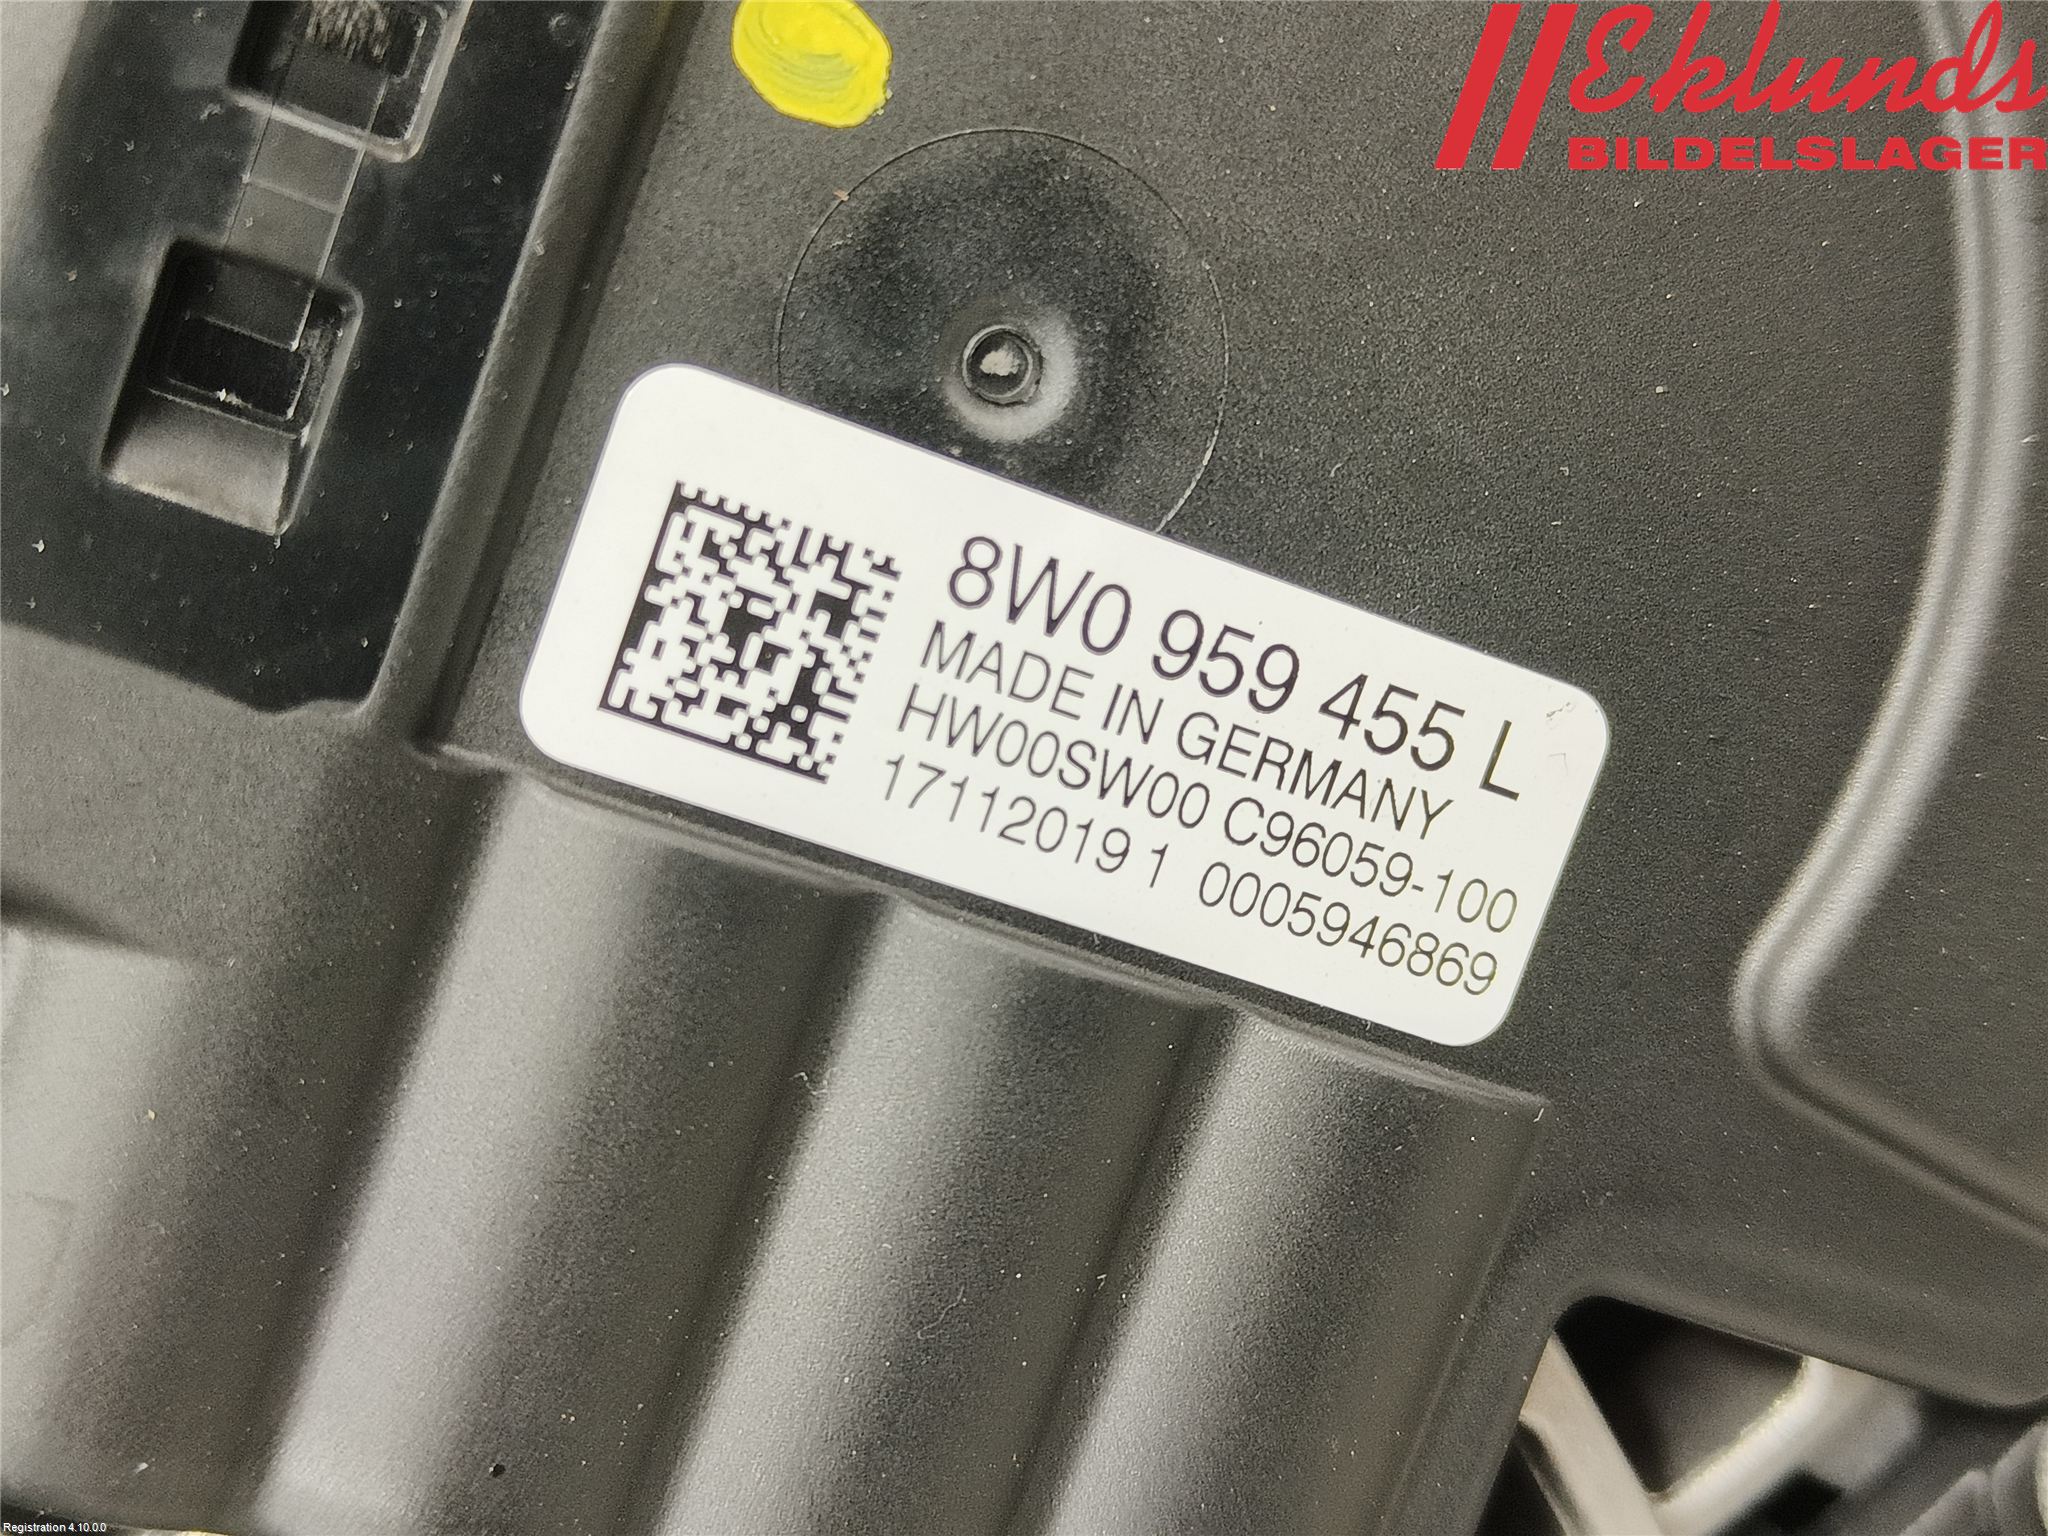 Eklunds
BILDELSLAGER
8W0 959 455 L
MADE IN GERMANY
HW00SW00 C96059-100
17112019 1 0005946869
Registration 4.10.0.0